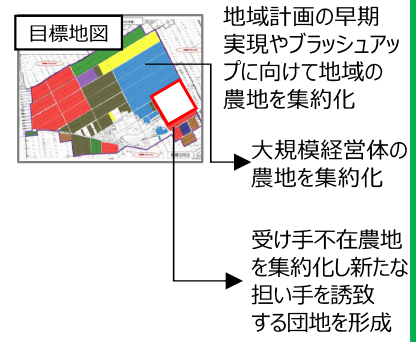 目標地図
地域計画の早期
実現やブラッシュアッ
プに向けて地域の
農地を集約化
大規模経営体の
農地を集約化
受け手不在農地
を集約化し新たな
担い手を誘致
する団地を形成